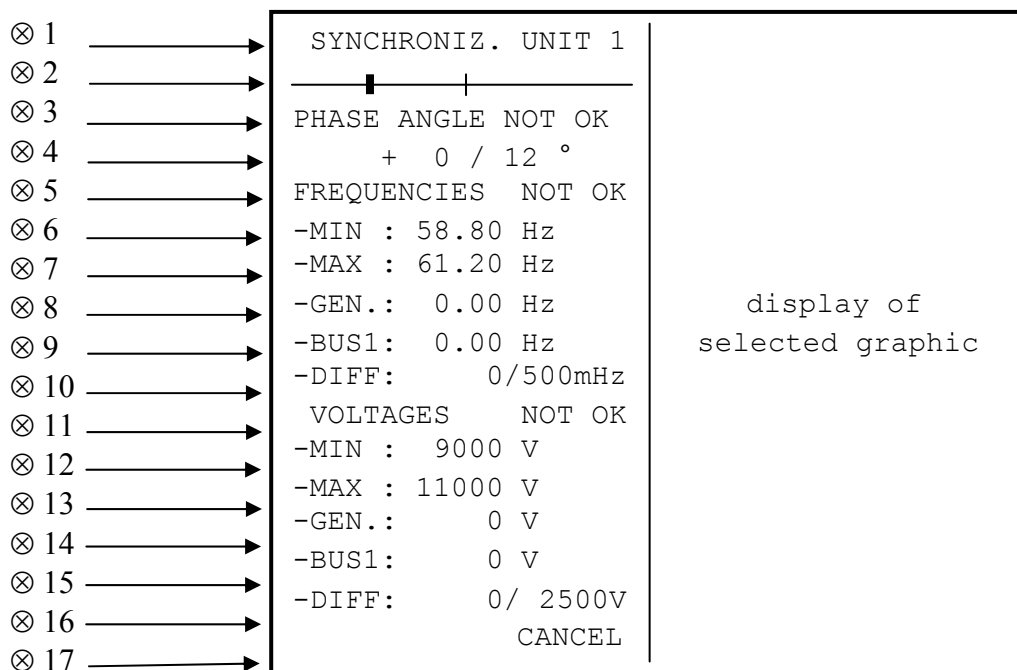 ⊗ 1
⊗ 2
⊗ 3
⊗ 4
⊗ 5
⊗ 6
⊗ 7
⊗ 8
⊗ 9
⊗ 10
⊗ 11
⊗ 12
⊗ 13
⊗ 14
⊗ 15
⊗ 16
⊗ 17
SYNCHRONIZ. UNIT 1
PHASE ANGLE NOT OK
+ 0 / 12 °
FREQUENCIES NOT OK
-MIN : 58.80 Hz
-MAX : 61.20 Hz
-GEN.: 0.00 Hz
-BUS1: 0.00 Hz
-DIFF: 0/500mHz
VOLTAGES NOT OK
-MIN : 9000 V
-MAX : 11000 V
-GEN.: 0 V
-BUS1: 0 V
-DIFF: 0/ 2500V
CANCEL
display of
selected graphic